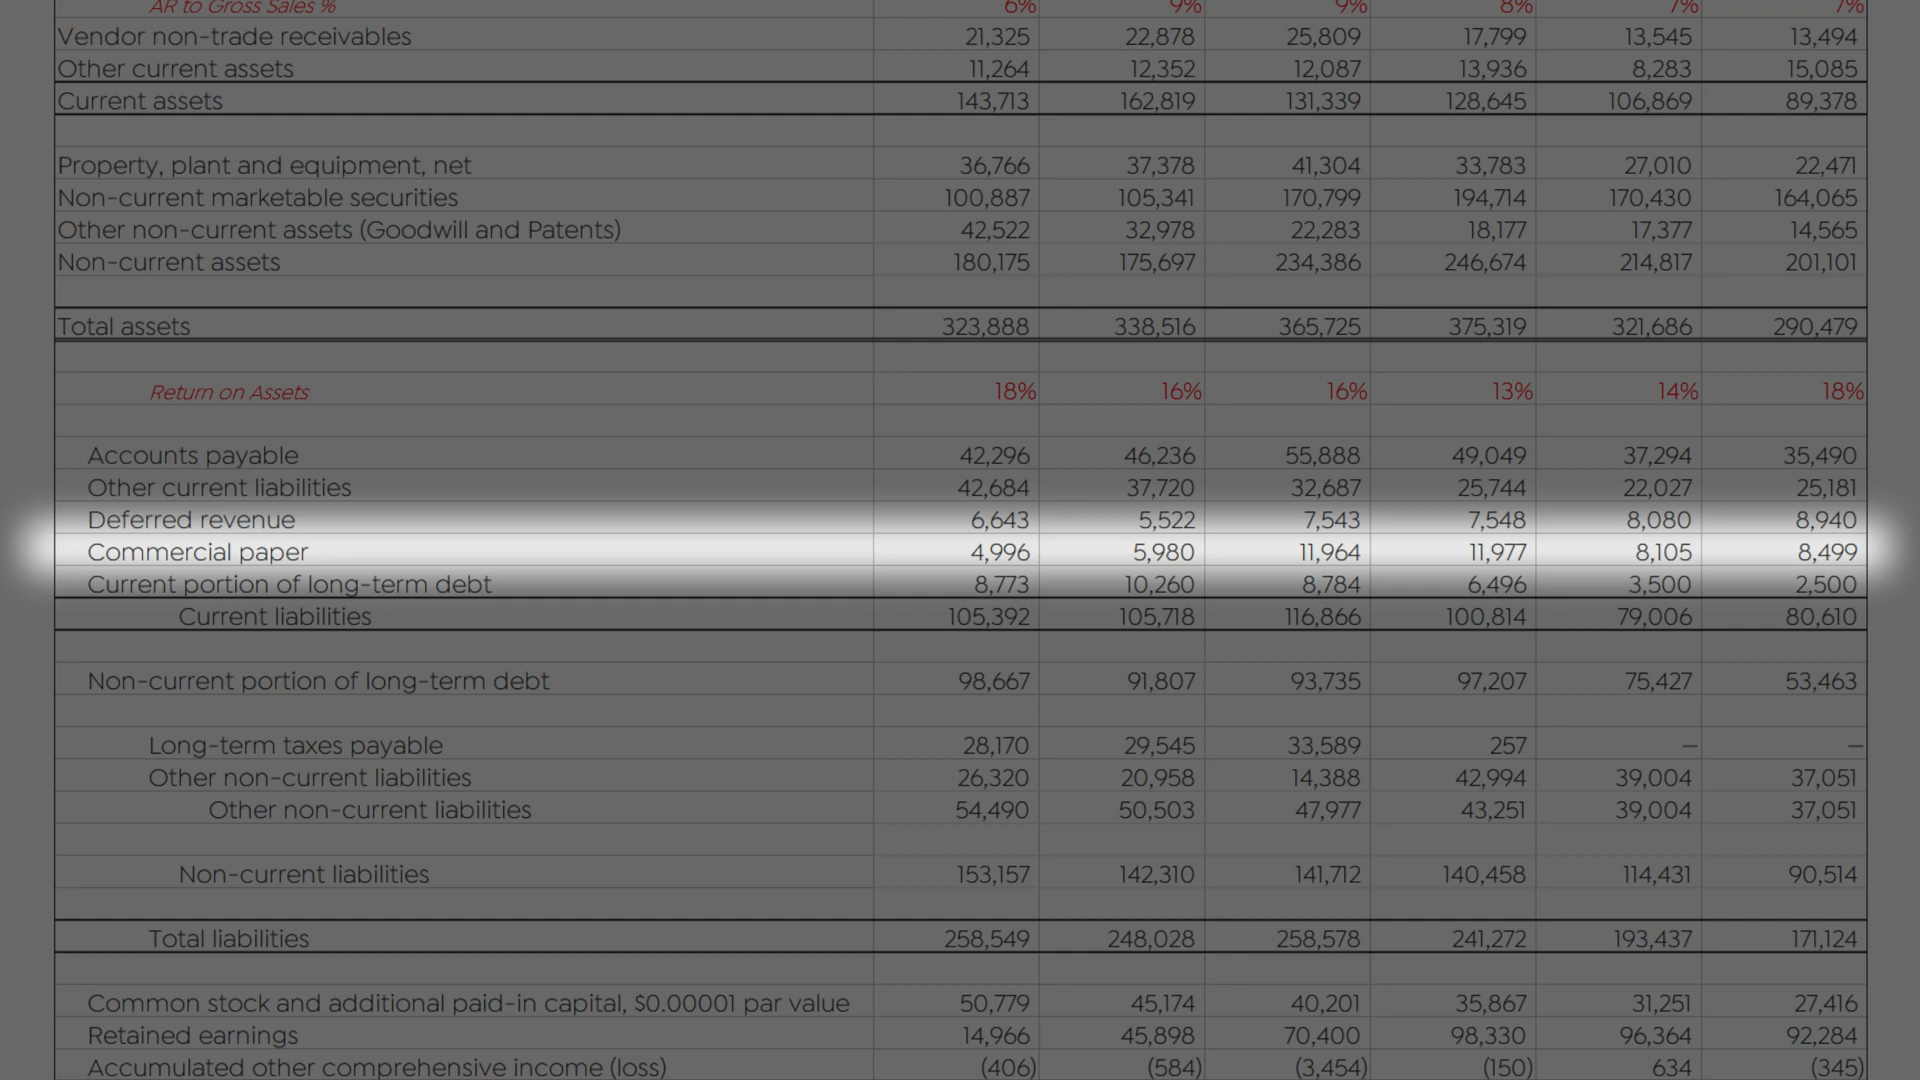 AR to Gross Sales % 6% 9% 9% 8% 7% 7%
Vendor non-trade receivables 21,325 22,878 25,809 17,799 13,545 13,494
Other current assets 11,264 12,352 12,087 13,936 8,283 15,085
Current assets 143,713 162,819 131,339 128,645 106,869 89,378
Property, plant and equipment, net 36,766 37,378 41,304 33,783 27,010 22,471
Non-current marketable securities 100,887 105,341 170,799 194,714 170,430 164,065
Other non-current assets (Goodwill and Patents) 42,522 32,978 22,283 18,177 17,377 14,565
Non-current assets 180,175 175,697 234,386 246,674 214,817 201,101
Total assets 323,888 338,516 365,725 375,319 321,686 290,479
Return on Assets 18% 16% 16% 13% 14% 18%
Accounts payable 42,296 46,236 55,888 49,049 37,294 35,490
Other current liabilities 42,684 37,720 32,687 25,744 22,027 25,181
Deferred revenue 6,643 5,522 7,543 7,548 8,080 8,940
Commercial paper 4,996 5,980 11,964 11,977 8,105 8,499
Current portion of long-term debt 8,773 10,260 8,784 6,496 3,500 2,500
Current liabilities 105,392 105,718 116,866 100,814 79,006 80,610
Non-current portion of long-term debt 98,667 91,807 93,735 97,207 75,427 53,463
Long-term taxes payable 28,170 29,545 33,589 257 — —
Other non-current liabilities 26,320 20,958 14,388 42,994 39,004 37,051
Other non-current liabilities 54,490 50,503 47,977 43,251 39,004 37,051
Non-current liabilities 153,157 142,310 141,712 140,458 114,431 90,514
Total liabilities 258,549 248,028 258,578 241,272 193,437 171,124
Common stock and additional paid-in capital, $0.00001 par value 50,779 45,174 40,201 35,867 31,251 27,416
Retained earnings 14,966 45,898 70,400 98,330 96,364 92,284
Accumulated other comprehensive income (loss) (406) (584) (3,454) (150) 634 (345)